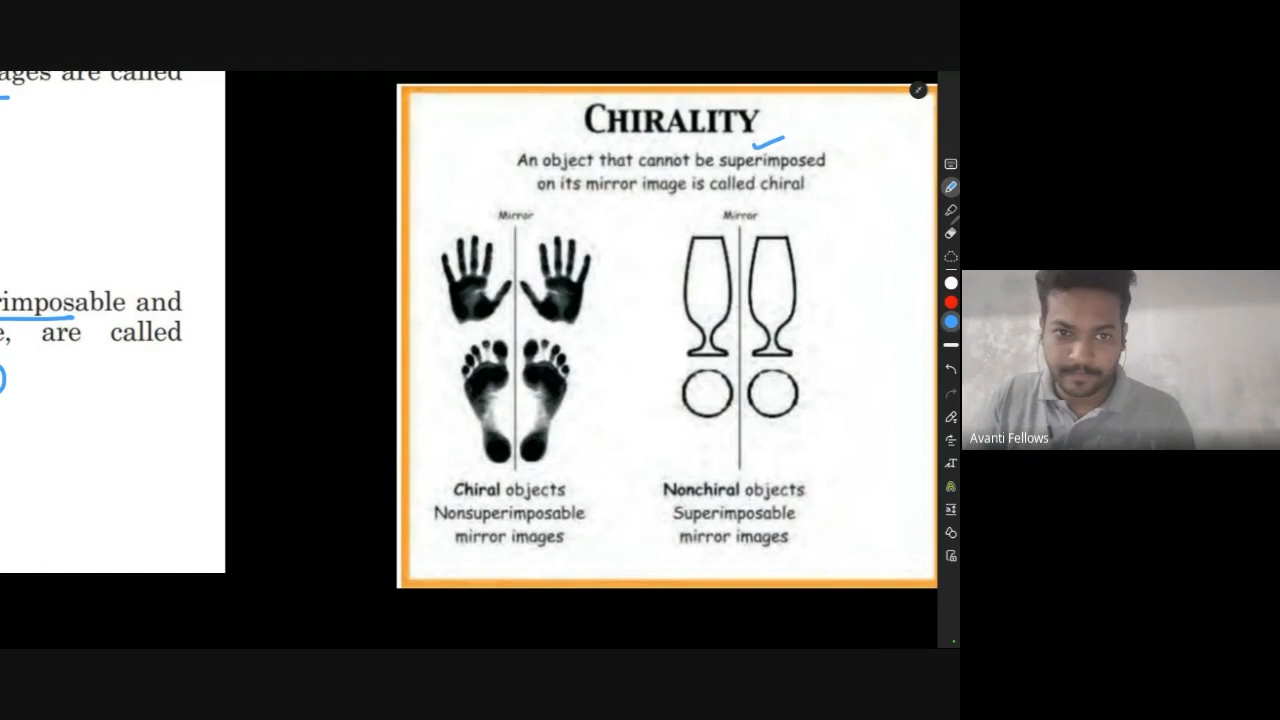 ages are called
rimposable and
e, are called
CHIRALITY
An object that cannot be superimposed
on its mirror image is called chiral
Mirror
Mirror
Chiral objects
Nonsuperimposable
mirror images
Nonchiral objects
Superimposable
mirror images
Avanti Fellows